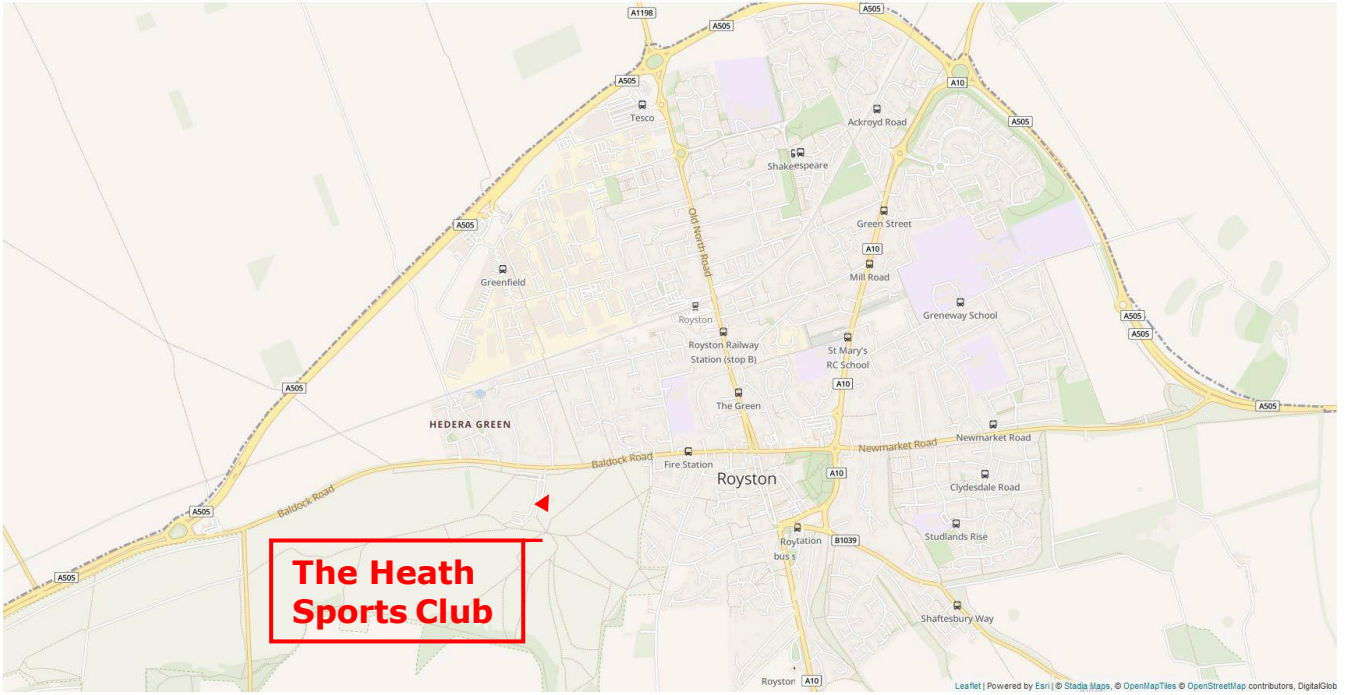 A1198
A505
A505
A505
A10
A505
Tesco
Ackroyd Road
Shakespeare
Old North Road
Green Street
A505
A10
Greenfield
Mill Road
Greneway School
Royston
A505
A505
Royston Railway
Station (stop B)
St Mary's
RC School
A10
A505
The Green
A505
HEDERA GREEN
Newmarket Road
Newmarket Road
Baldock Road
Fire Station
Royston
A10
Clydesdale Road
Baldock Road
A505
Studlands Rise
Roytation
bus s
B1039
A505
The Heath
Sports Club
Shaftesbury Way
Royston
A10
Leaflet | Powered by Esri | © Stadia Maps, © OpenMapTiles © OpenStreetMap contributors, DigitalGlob